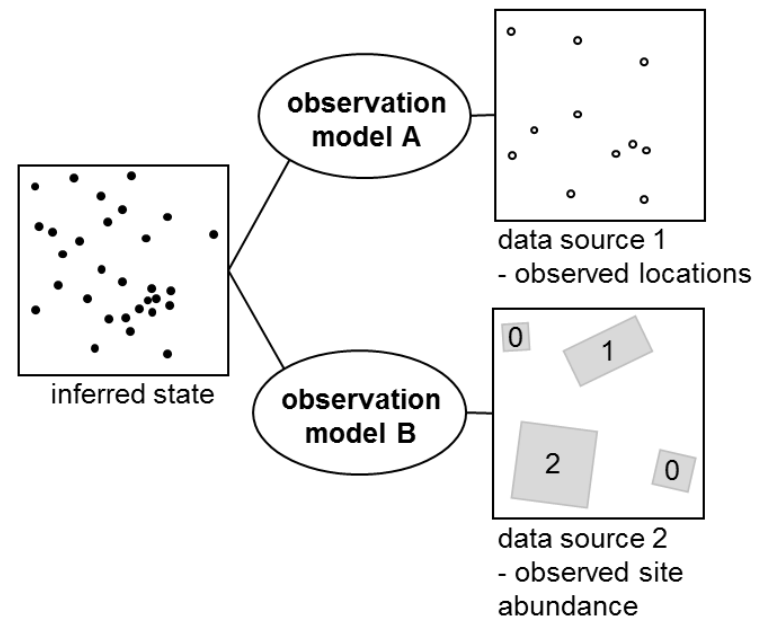 observation
model A
data source 1
- observed locations
inferred state
observation
model B
0
1
2
0
data source 2
- observed site
abundance